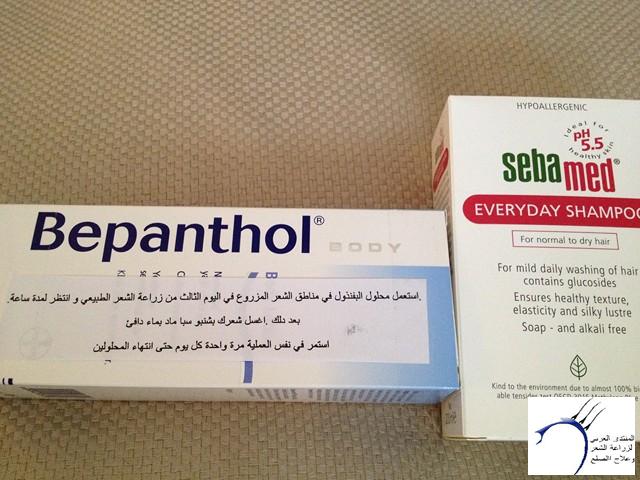 Bepanthol®
BODY
.استعمل محلول البفنذول في مناطق الشعر المزروع في اليوم الثالث من زراعة الشعر الطبيعي و انتظر لمدة ساعة.
بعد ذلك .اغسل شعرك بشنبو سبا ماد بماء دافئ
استمر في نفس العملية مرة واحدة كل يوم حتى انتهاء المحلولين
HYPOALLERGENIC
Ideal for
pH
5.5
healthy skin
sebamed®
EVERYDAY SHAMPOO
For normal to dry hair
For mild daily washing of hair
contains glucosides
Ensures healthy texture,
elasticity and silky lustre
Soap - and alkali free
Kind to the environment due to almost 100% bi
able tensides test OECD
المنتدى العربي
لزراعة الشعر
وعلاج الصلع